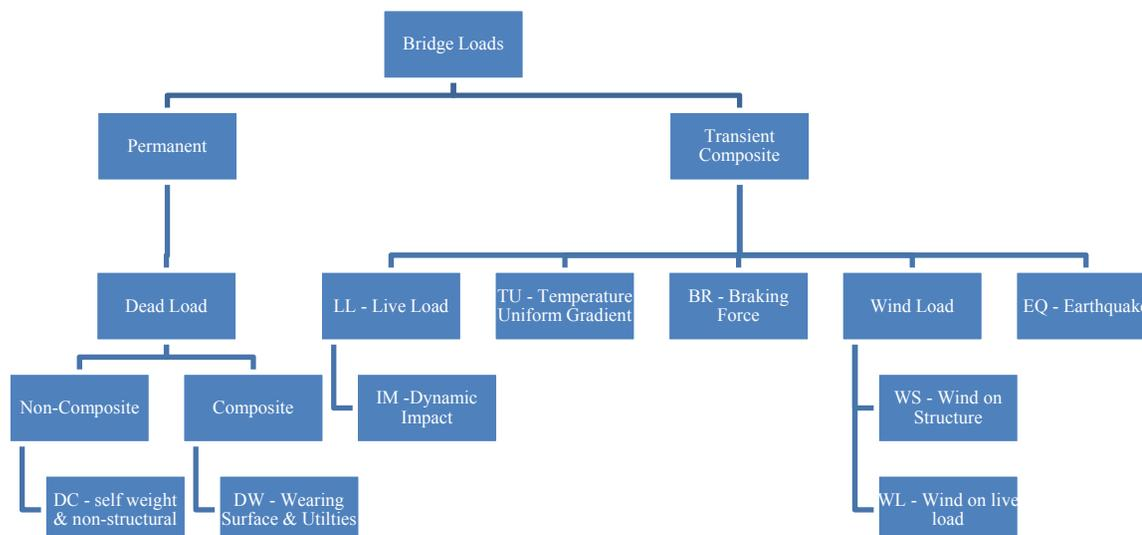 Bridge Loads
Permanent
Transient
Composite
Dead Load
LL - Live Load
TU - Temperature
Uniform Gradient
BR - Braking
Force
Wind Load
EQ - Earthquake
Non-Composite
Composite
IM -Dynamic
Impact
WS - Wind on
Structure
DC - self weight
& non-structural
DW - Wearing
Surface & Utilties
WL - Wind on live
load